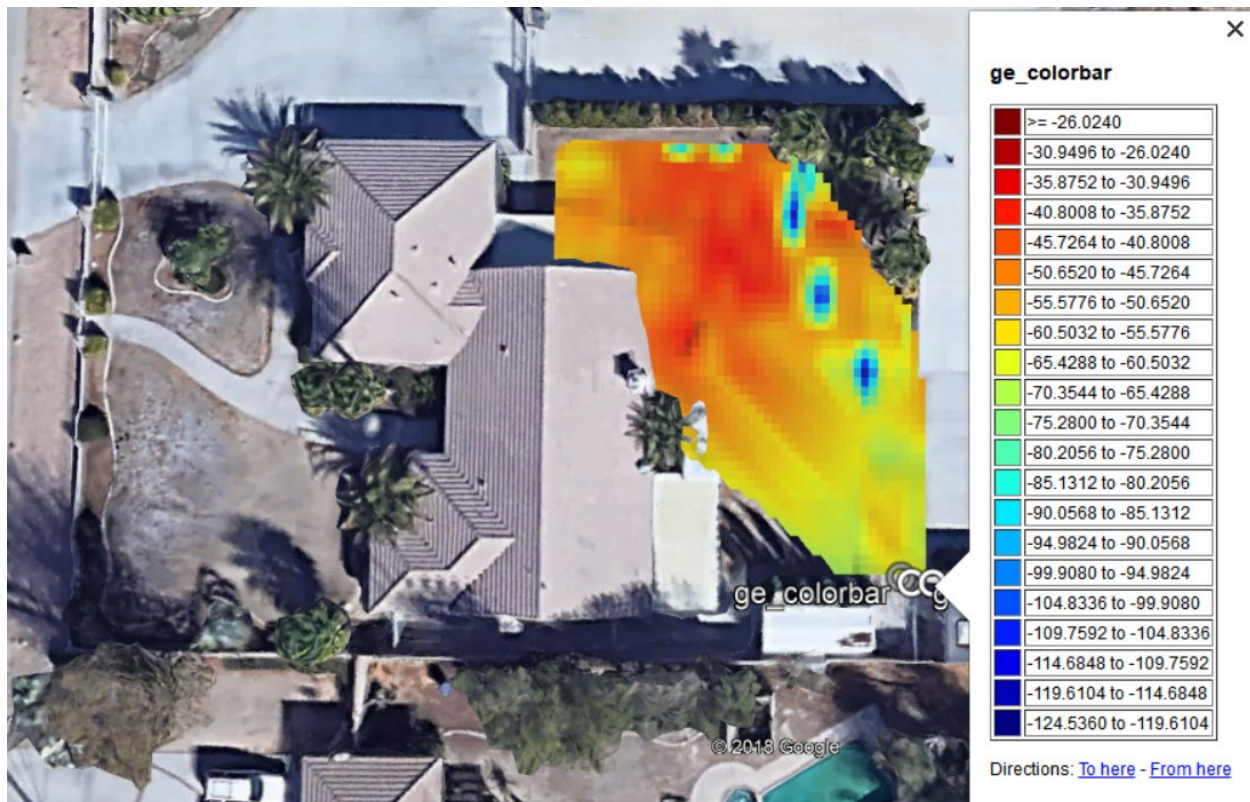 ge_colorbar
>= -26.0240
-30.9496 to -26.0240
-35.8752 to -30.9496
-40.8008 to -35.8752
-45.7264 to -40.8008
-50.6520 to -45.7264
-55.5776 to -50.6520
-60.5032 to -55.5776
-65.4288 to -60.5032
-70.3544 to -65.4288
-75.2800 to -70.3544
-80.2056 to -75.2800
-85.1312 to -80.2056
-90.0568 to -85.1312
-94.9824 to -90.0568
-99.9080 to -94.9824
-104.8336 to -99.9080
-109.7592 to -104.8336
-114.6848 to -109.7592
-119.6104 to -114.6848
-124.5360 to -119.6104
Directions: To here - From here
ge_colorbar
© 2018 Google